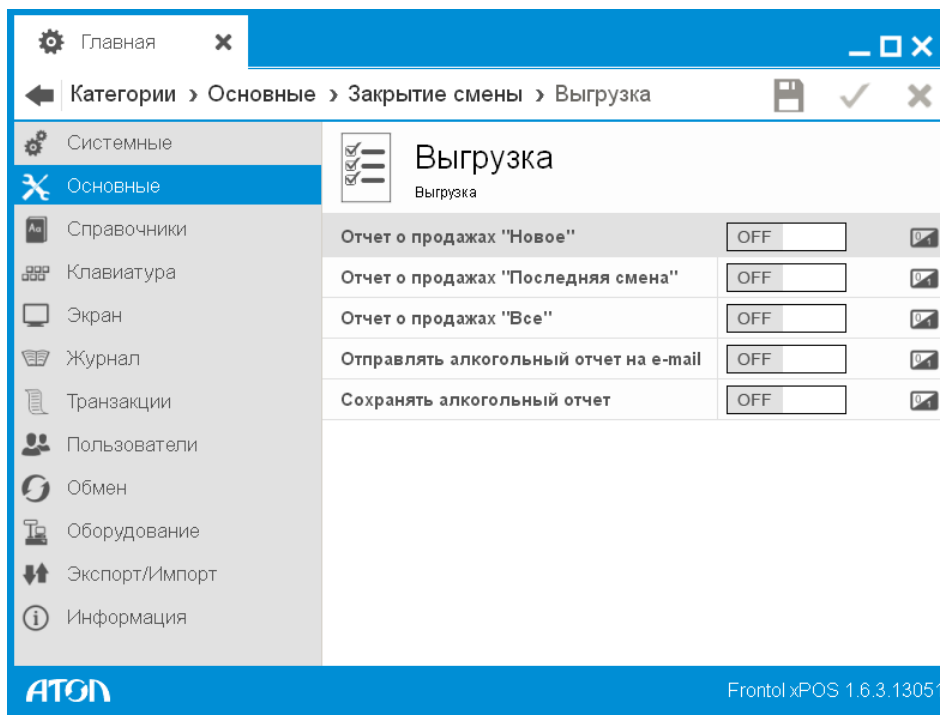 Главная
Категории › Основные › Закрытие смены › Выгрузка
Системные
Основные
Справочники
Клавиатура
Экран
Журнал
Транзакции
Пользователи
Обмен
Оборудование
Экспорт/Импорт
Информация
Выгрузка
Выгрузка
Отчет о продажах "Новое" OFF
Отчет о продажах "Последняя смена" OFF
Отчет о продажах "Все" OFF
Отправлять алкогольный отчет на e-mail OFF
Сохранять алкогольный отчет OFF
АТОЛ
Frontol xPOS 1.6.3.13051